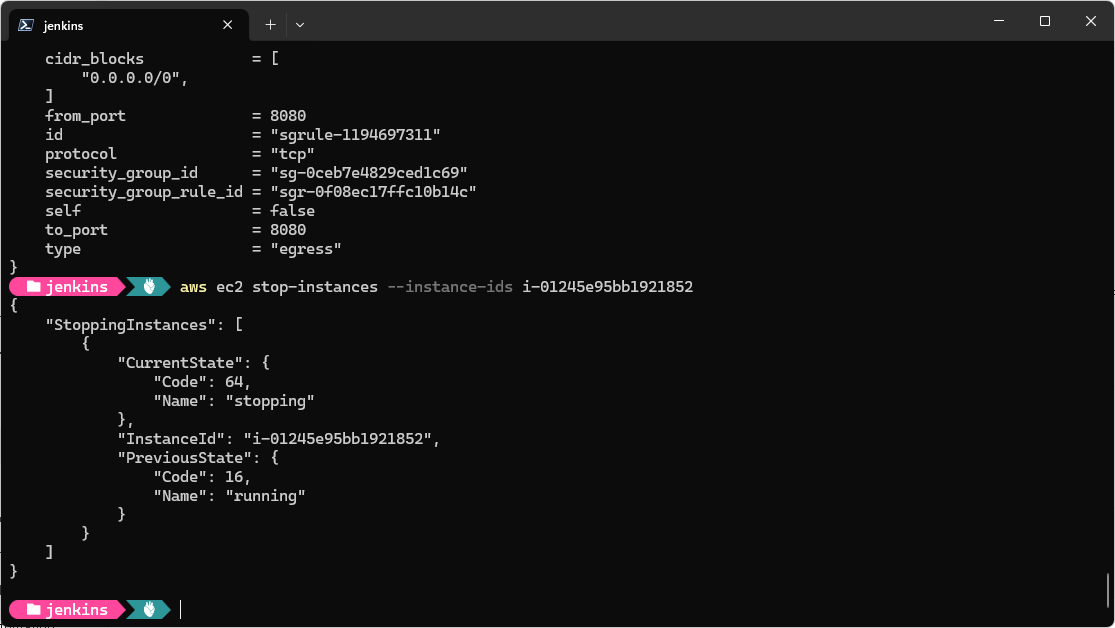 jenkins
    cidr_blocks            = [
        "0.0.0.0/0",
    ]
    from_port              = 8080
    id                     = "sgrule-1194697311"
    protocol               = "tcp"
    security_group_id      = "sg-0ceb7e4829ced1c69"
    security_group_rule_id = "sgr-0f08ec17ffc10b14c"
    self                   = false
    to_port                = 8080
    type                   = "egress"
}
jenkins aws ec2 stop-instances --instance-ids i-01245e95bb1921852
{
    "StoppingInstances": [
        {
            "CurrentState": {
                "Code": 64,
                "Name": "stopping"
            },
            "InstanceId": "i-01245e95bb1921852",
            "PreviousState": {
                "Code": 16,
                "Name": "running"
            }
        }
    ]
}
jenkins